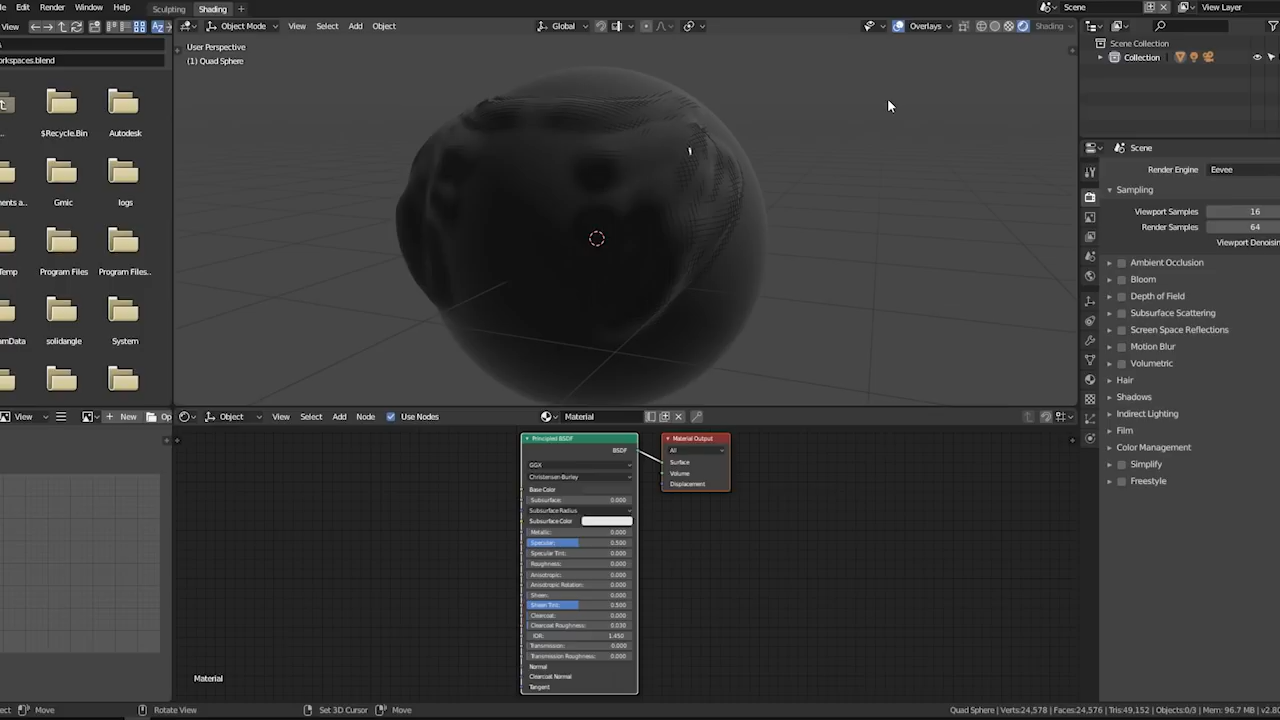 Edit Render Window Help Sculpting Shading + Scene View Layer
View Object Mode View Select Add Object Global Overlays Shading
workspaces.blend
$Recycle.Bin Autodesk
Gmic logs
Program Files Program Files..
solidangle System
User Perspective
(1) Quad Sphere
Scene Collection
Collection
Scene
Render Engine Eevee
Sampling
Viewport Samples 16
Render Samples 64
Viewport Denoisin
Ambient Occlusion
Bloom
Depth of Field
Subsurface Scattering
Screen Space Reflections
Motion Blur
Volumetric
Hair
Shadows
Indirect Lighting
Film
Color Management
Simplify
Freestyle
View + New Op
Object View Select Add Node Use Nodes Material
Principled BSDF
BSDF
GGX
Christensen-Burley
Base Color
Subsurface: 0.000
Subsurface Radius
Subsurface Color
Metallic: 0.000
Specular: 0.500
Specular Tint: 0.000
Roughness: 0.000
Anisotropic: 0.000
Anisotropic Rotation: 0.000
Sheen: 0.000
Sheen Tint: 0.500
Clearcoat: 0.000
Clearcoat Roughness: 0.030
IOR: 1.450
Transmission: 0.000
Transmission Roughness: 0.000
Normal
Clearcoat Normal
Tangent
Material Output
All
Surface
Volume
Displacement
Material
Move Rotate View Set 3D Cursor Move Quad Sphere | Verts:24,578 | Faces:24,576 | Tris:49,152 | Objects:0/3 | Mem: 96.7 MB | v2.80